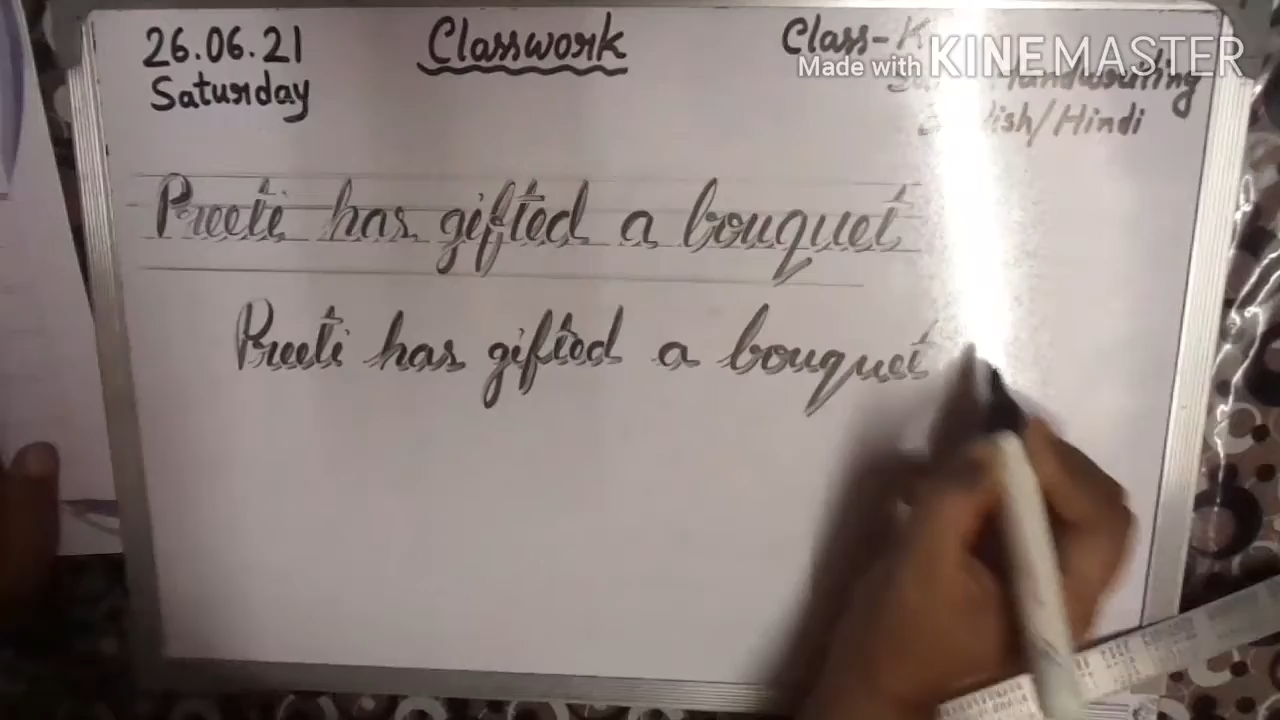 26.06.21 Classwork Class-K
Made with KINEMASTER
Saturday Handwriting
/Hindi
Preeti has gifted a bouquet
Preeti has gifted a bouquet